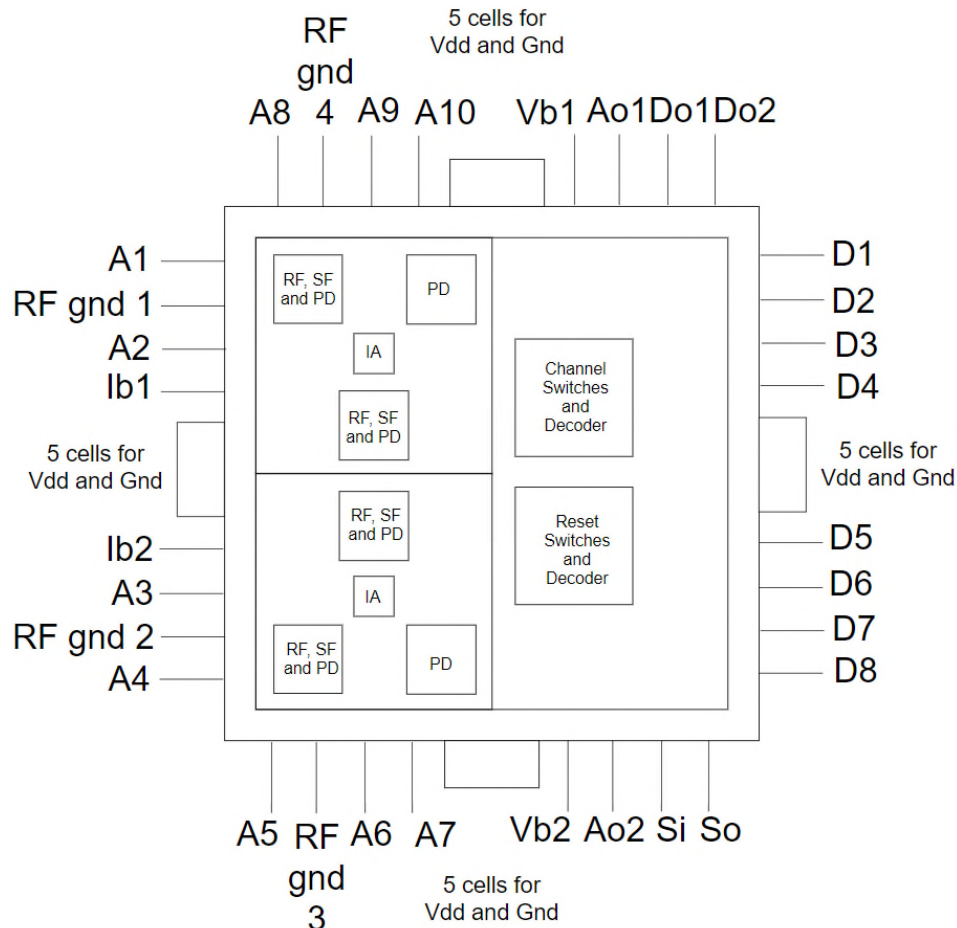 5 cells for
Vdd and Gnd
RF
gnd
4
A8
A9
A10
Vb1
Ao1
Do1
Do2
A1
RF gnd 1
A2
Ib1
5 cells for
Vdd and Gnd
Ib2
A3
RF gnd 2
A4
RF, SF
and PD
PD
IA
RF, SF
and PD
RF, SF
and PD
IA
RF, SF
and PD
PD
Channel
Switches
and
Decoder
Reset
Switches
and
Decoder
D1
D2
D3
D4
5 cells for
Vdd and Gnd
D5
D6
D7
D8
A5
RF
gnd
3
A6
A7
Vb2
Ao2
Si
So
5 cells for
Vdd and Gnd